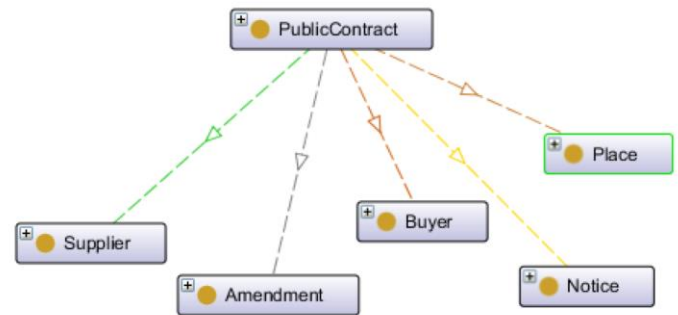 PublicContract
Place
Buyer
Supplier
Notice
Amendment